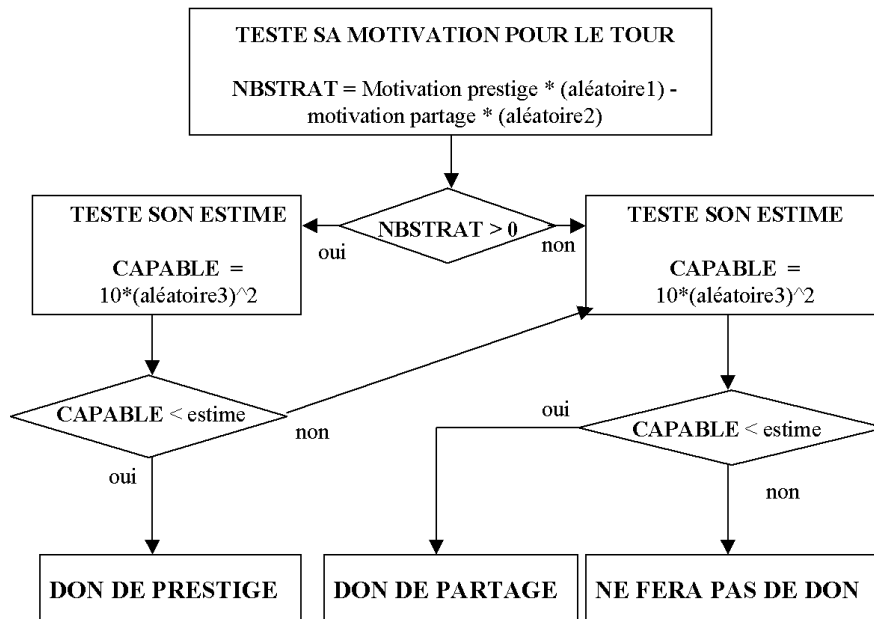 TESTE SA MOTIVATION POUR LE TOUR
NBSTRAT = Motivation prestige * (aléatoire1) -
motivation partage * (aléatoire2)
NBSTRAT > 0
oui
non
TESTE SON ESTIME
CAPABLE =
10*(aléatoire3)^2
TESTE SON ESTIME
CAPABLE =
10*(aléatoire3)^2
CAPABLE < estime
non
oui
oui
CAPABLE < estime
non
DON DE PRESTIGE
DON DE PARTAGE
NE FERA PAS DE DON